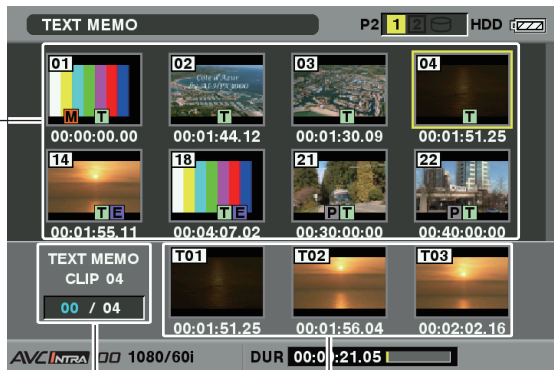 TEXT MEMO P2 1 2 HDD
01 02 03 04
Côte d'Azur
By AJ-HPX3000
M T T T T
00:00:00.00 00:01:44.12 00:01:30.09 00:01:51.25
14 18 21 22
T E T E P T P T
00:01:55.11 00:04:07.02 00:30:00:00 00:40:00:00
TEXT MEMO
CLIP 04
00 / 04
T01 T02 T03
00:01:51.25 00:01:56.04 00:02:02.16
AVC INTRA 1080/60i DUR 00:00:21.05